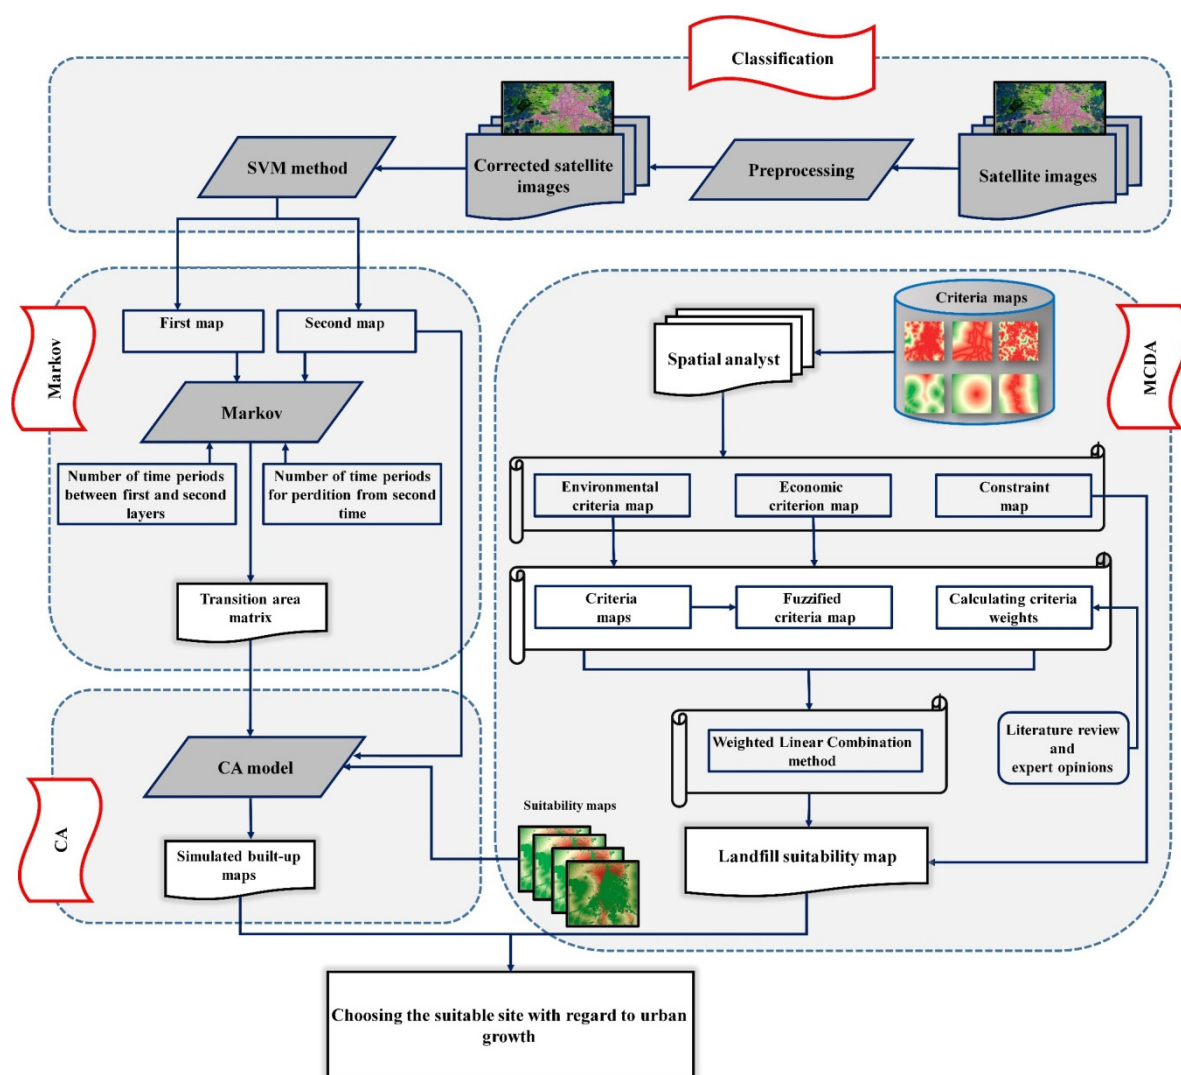 Classification
SVM method
Corrected satellite
images
Preprocessing
Satellite images
Markov
First map
Second map
Markov
Number of time periods
between first and second
layers
Number of time periods
for perdition from second
time
Transition area
matrix
CA
CA model
Simulated built-up
maps
MCDA
Criteria maps
Spatial analyst
Environmental
criteria map
Economic
criterion map
Constraint
map
Criteria
maps
Fuzzified
criteria map
Calculating criteria
weights
Weighted Linear Combination
method
Literature review
and
expert opinions
Suitability maps
Landfill suitability map
Choosing the suitable site with regard to urban
growth